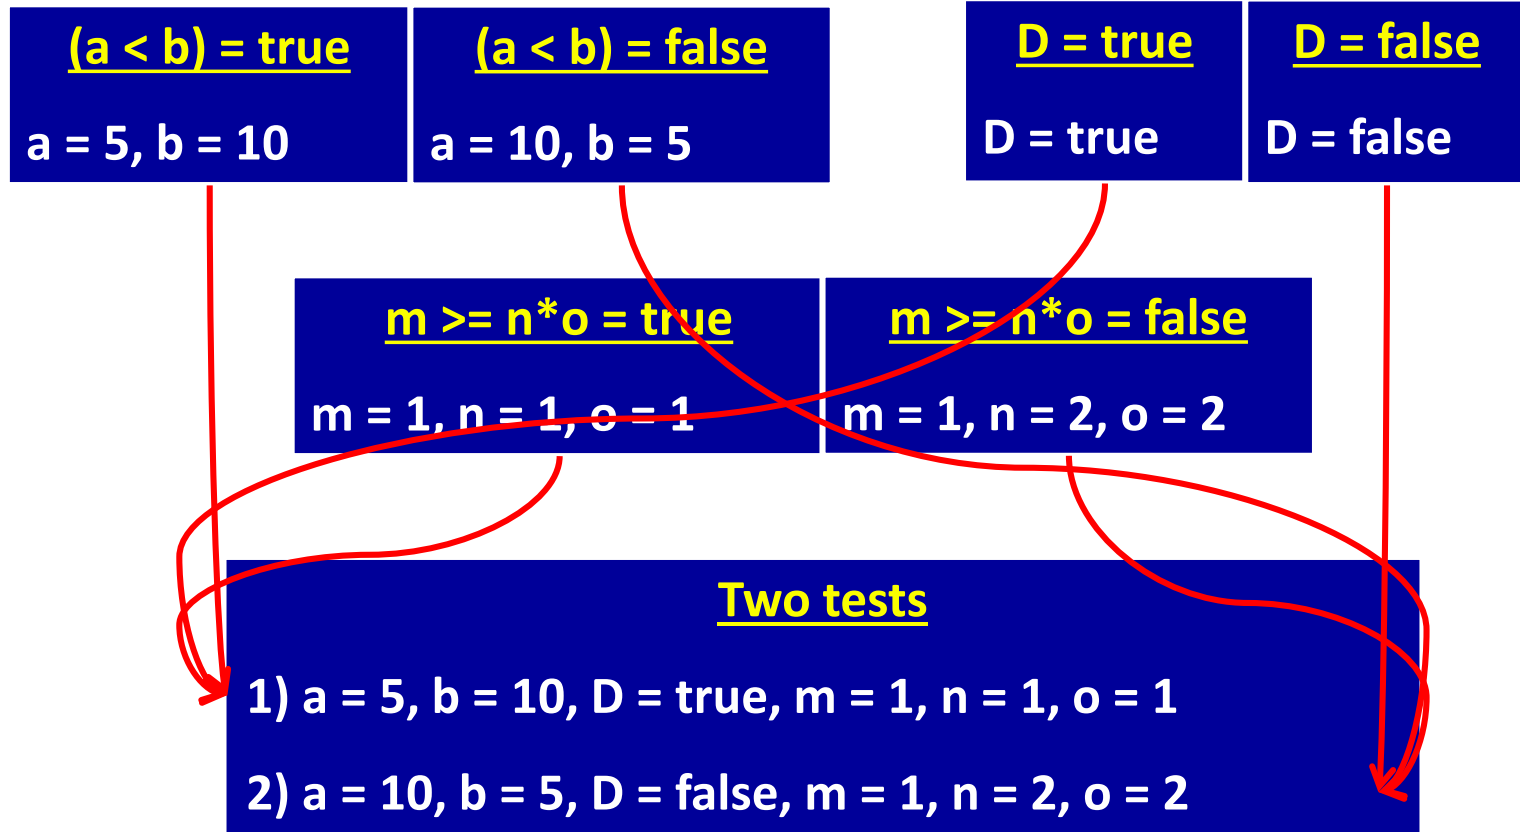 (a < b) = true
a = 5, b = 10
(a < b) = false
a = 10, b = 5
D = true
D = true
D = false
D = false
m >= n*o = true
m = 1, n = 1, o = 1
m >= n*o = false
m = 1, n = 2, o = 2
Two tests
1) a = 5, b = 10, D = true, m = 1, n = 1, o = 1
2) a = 10, b = 5, D = false, m = 1, n = 2, o = 2